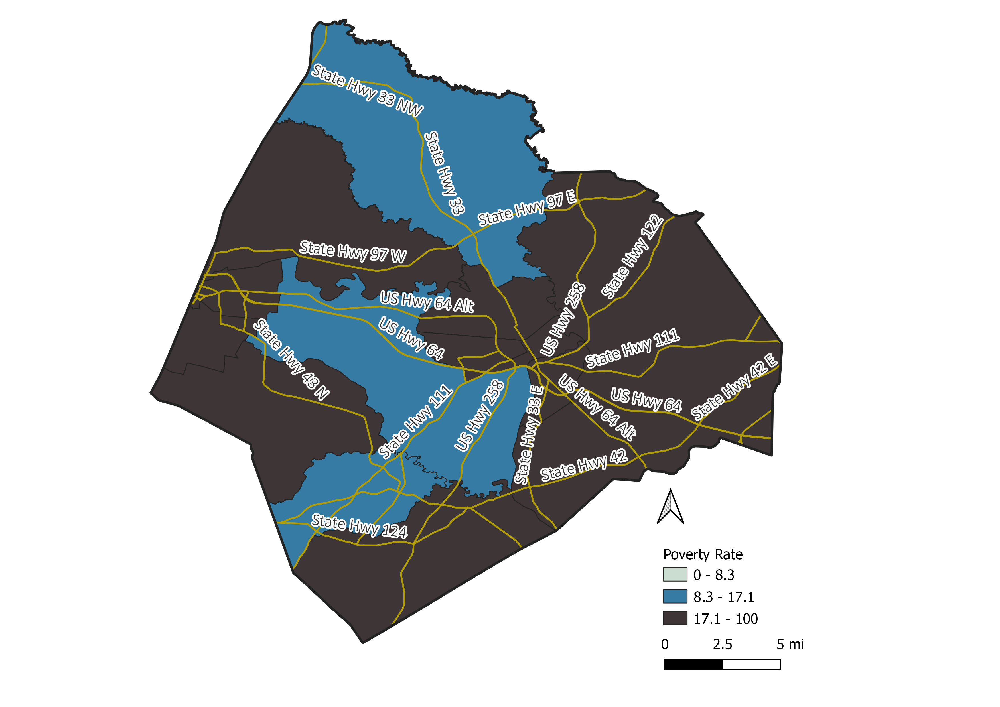 State Hwy 33 NW
State Hwy 33
State Hwy 97 E
State Hwy 122
State Hwy 97 W
US Hwy 258
US Hwy 64 Alt
US Hwy 64
State Hwy 43 N
State Hwy 111
State Hwy 42 E
State Hwy 111
US Hwy 258
State Hwy 33 E
US Hwy 64 Alt
US Hwy 64
State Hwy 42
State Hwy 124
Poverty Rate
0 - 8.3
8.3 - 17.1
17.1 - 100
0 2.5 5 mi